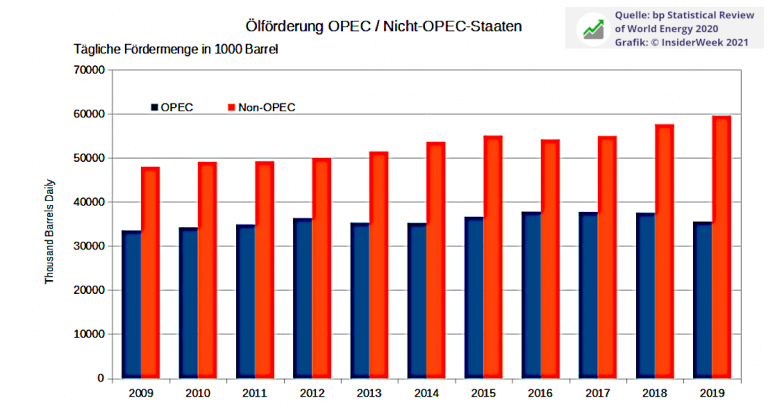 Ölförderung OPEC / Nicht-OPEC-Staaten
Quelle: bp Statistical Review
of World Energy 2020
Grafik: © InsiderWeek 2021
Tägliche Fördermenge in 1000 Barrel
70000
60000
50000
40000
30000
20000
10000
0
Thousand Barrels Daily
OPEC
Non-OPEC
2009 2010 2011 2012 2013 2014 2015 2016 2017 2018 2019